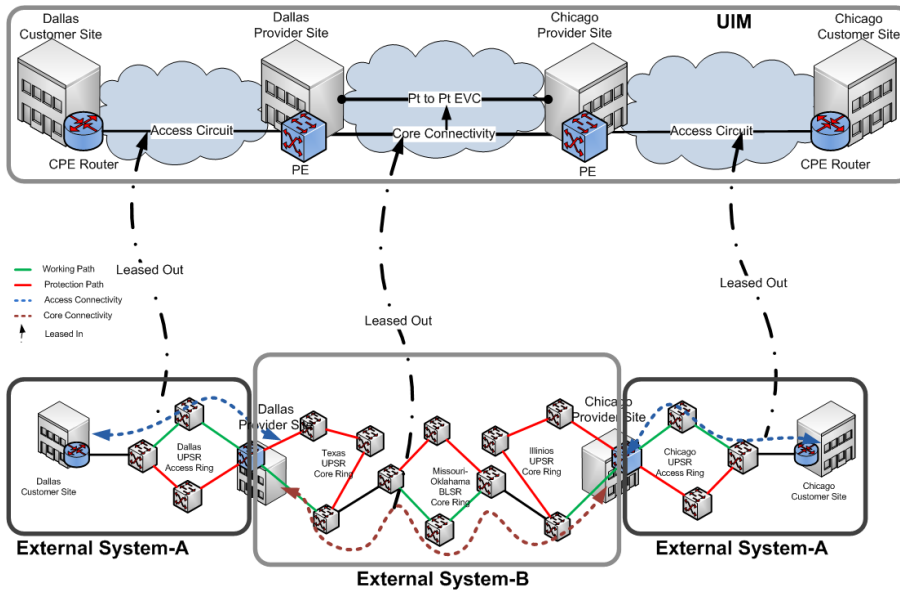 Dallas
Customer Site
Dallas
Provider Site
Chicago
Provider Site
UIM
Chicago
Customer Site
Pt to Pt EVC
Access Circuit
Core Connectivity
Access Circuit
CPE Router
PE
PE
CPE Router
Working Path
Protection Path
Access Connectivity
Core Connectivity
Leased In
Leased Out
Leased Out
Leased Out
Dallas
Provider Site
Chicago
Provider Site
Dallas
UPSR
Access Ring
Texas
UPSR
Core Ring
Missouri-
Oklahama
BLSR
Core Ring
Illinios
UPSR
Core Ring
Chicago
UPSR
Access Ring
Dallas
Customer Site
Chicago
Customer Site
External System-A
External System-B
External System-A